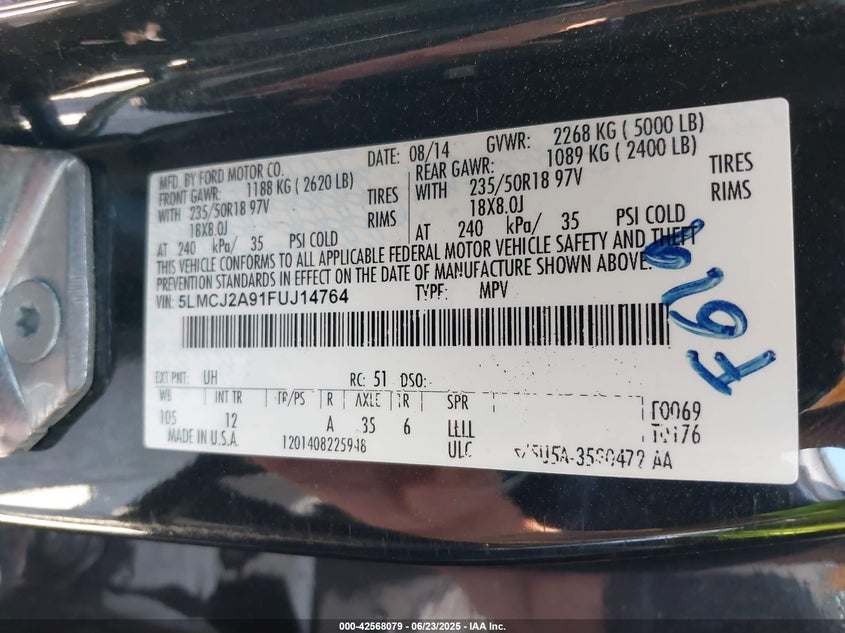 MFD. BY FORD MOTOR CO.
DATE: 08/14 GVWR: 2268 KG ( 5000 LB)
FRONT GAWR: 1188 KG ( 2620 LB)
REAR GAWR: 1089 KG ( 2400 LB)
WITH 235/50R18 97V TIRES
WITH 235/50R18 97V TIRES
18X8.0J RIMS
18X8.0J RIMS
AT 240 kPa/ 35 PSI COLD
AT 240 kPa/ 35 PSI COLD
THIS VEHICLE CONFORMS TO ALL APPLICABLE FEDERAL MOTOR VEHICLE SAFETY AND THEFT
PREVENTION STANDARDS IN EFFECT ON THE DATE OF MANUFACTURE SHOWN ABOVE.
VIN: 5LMCJ2A91FUJ14764 TYPE: MPV
EXT PNT: UH RC: 51 DSO:
WB INT TR TP/PS R AXLE TR SPR
105 12 A 35 6
MADE IN U.S.A. 1201408225948 ULC
T0069
T0176
000-42568079 - 06/23/2025 - IAA Inc.